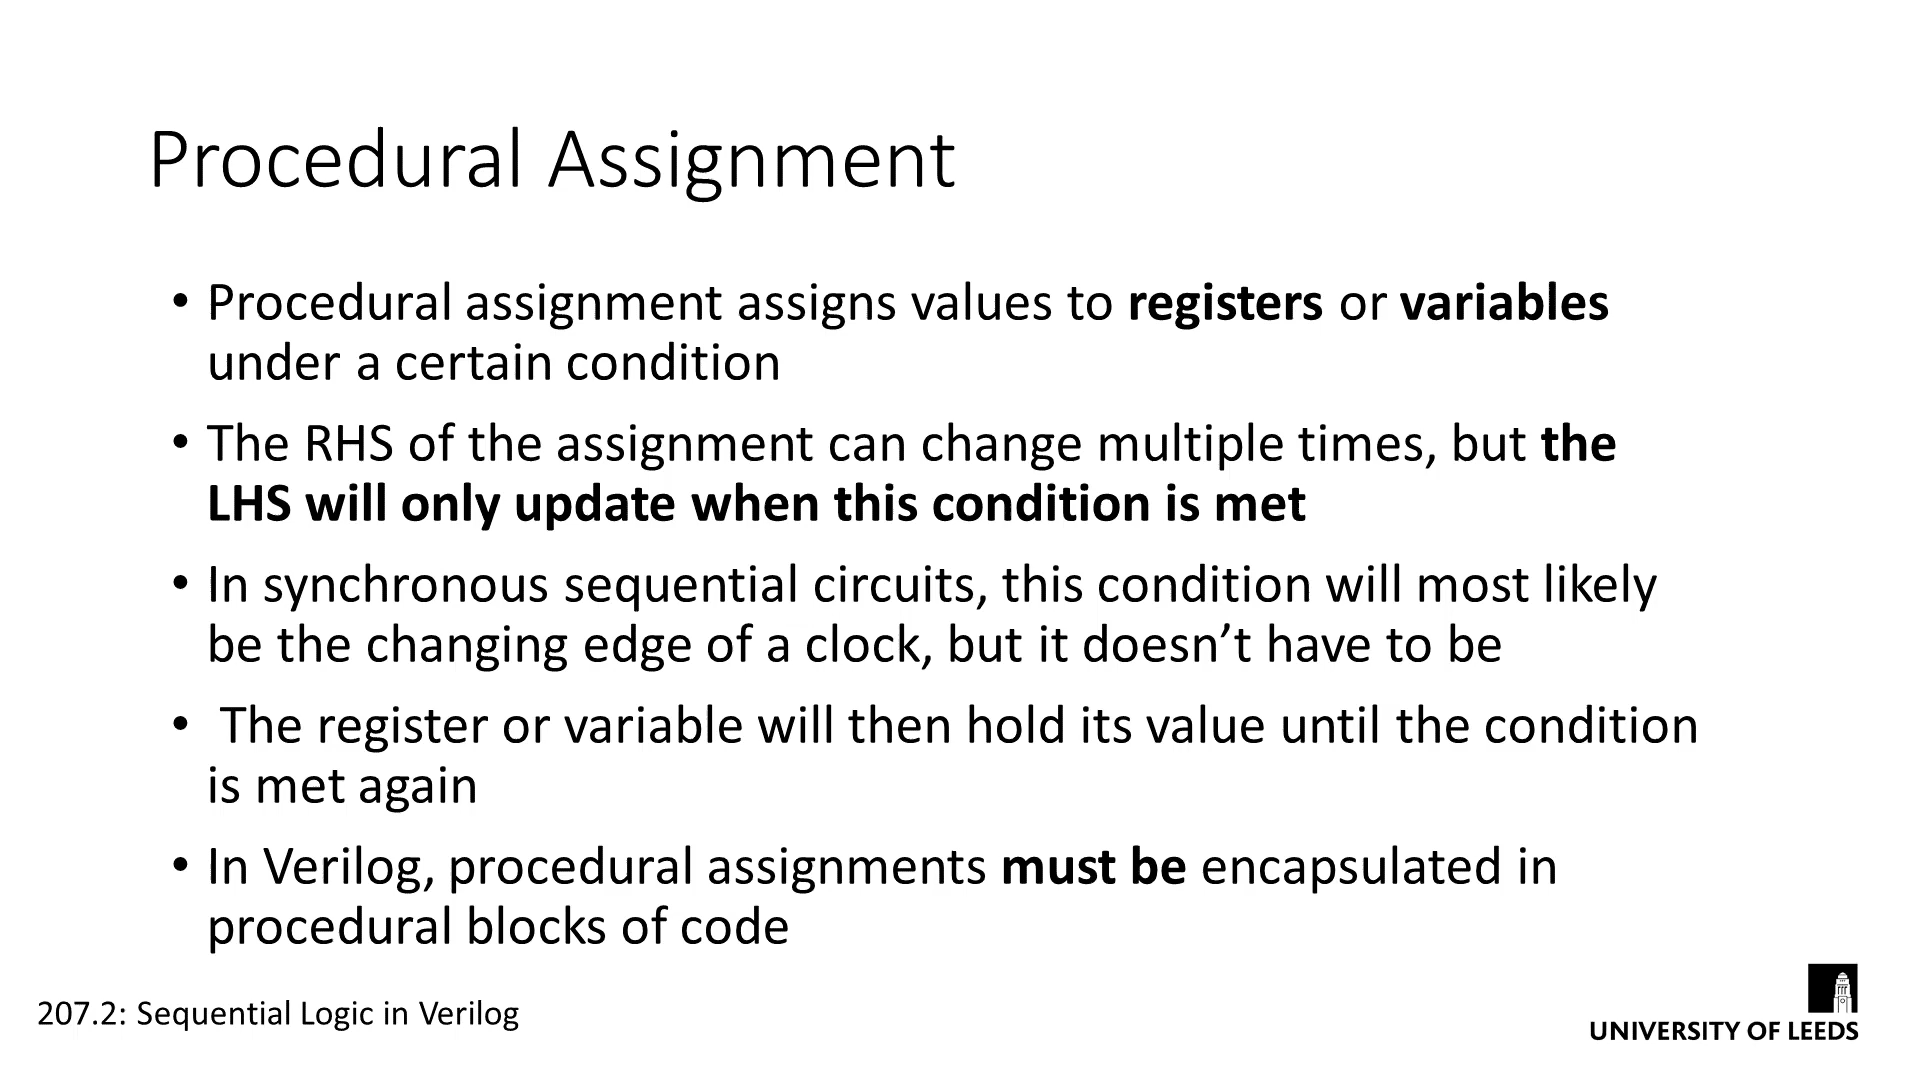 Procedural Assignment
• Procedural assignment assigns values to registers or variables
under a certain condition
• The RHS of the assignment can change multiple times, but the
LHS will only update when this condition is met
• In synchronous sequential circuits, this condition will most likely
be the changing edge of a clock, but it doesn’t have to be
• The register or variable will then hold its value until the condition
is met again
• In Verilog, procedural assignments must be encapsulated in
procedural blocks of code
207.2: Sequential Logic in Verilog
UNIVERSITY OF LEEDS